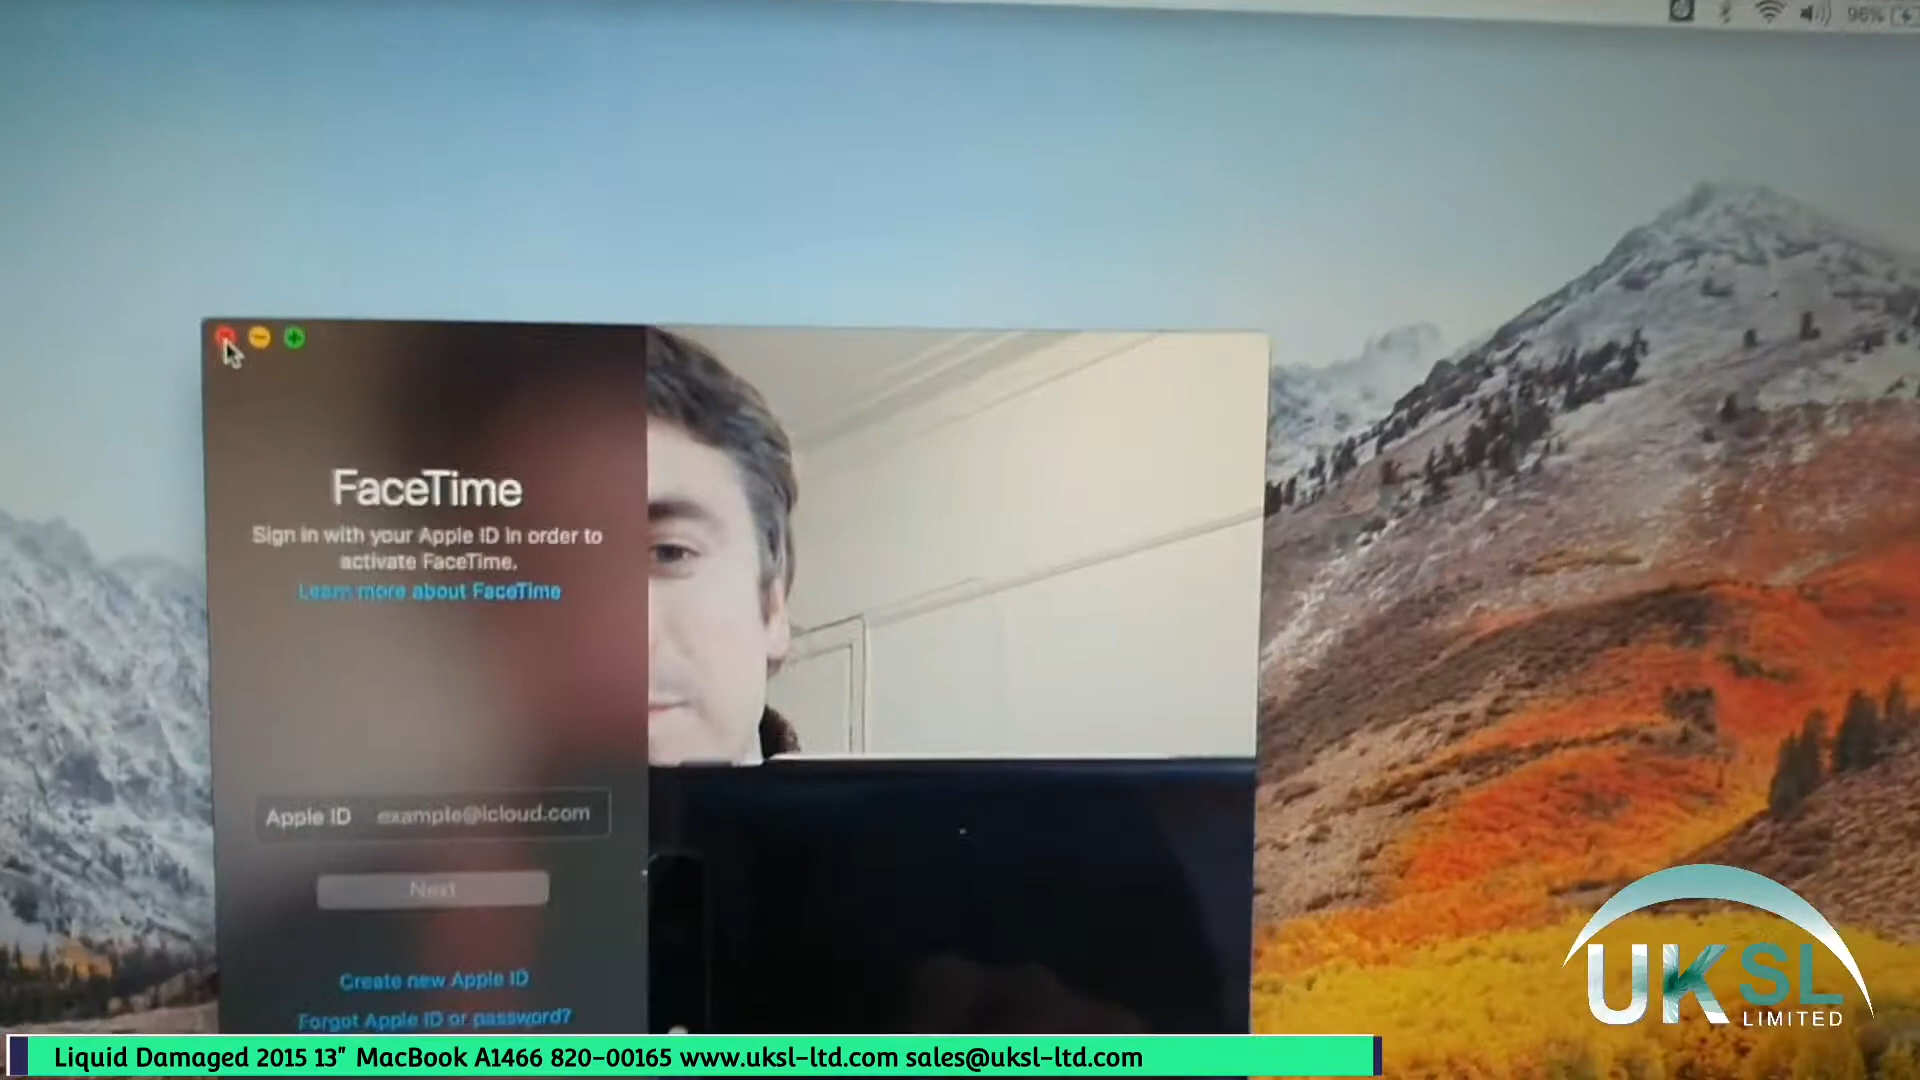 96%
FaceTime
Sign in with your Apple ID in order to
activate FaceTime.
Learn more about FaceTime
Apple ID example@icloud.com
Next
Create new Apple ID
Forgot Apple ID or password?
UKSL
LIMITED
Liquid Damaged 2015 13" MacBook A1466 820-00165 www.uksl-ltd.com sales@uksl-ltd.com